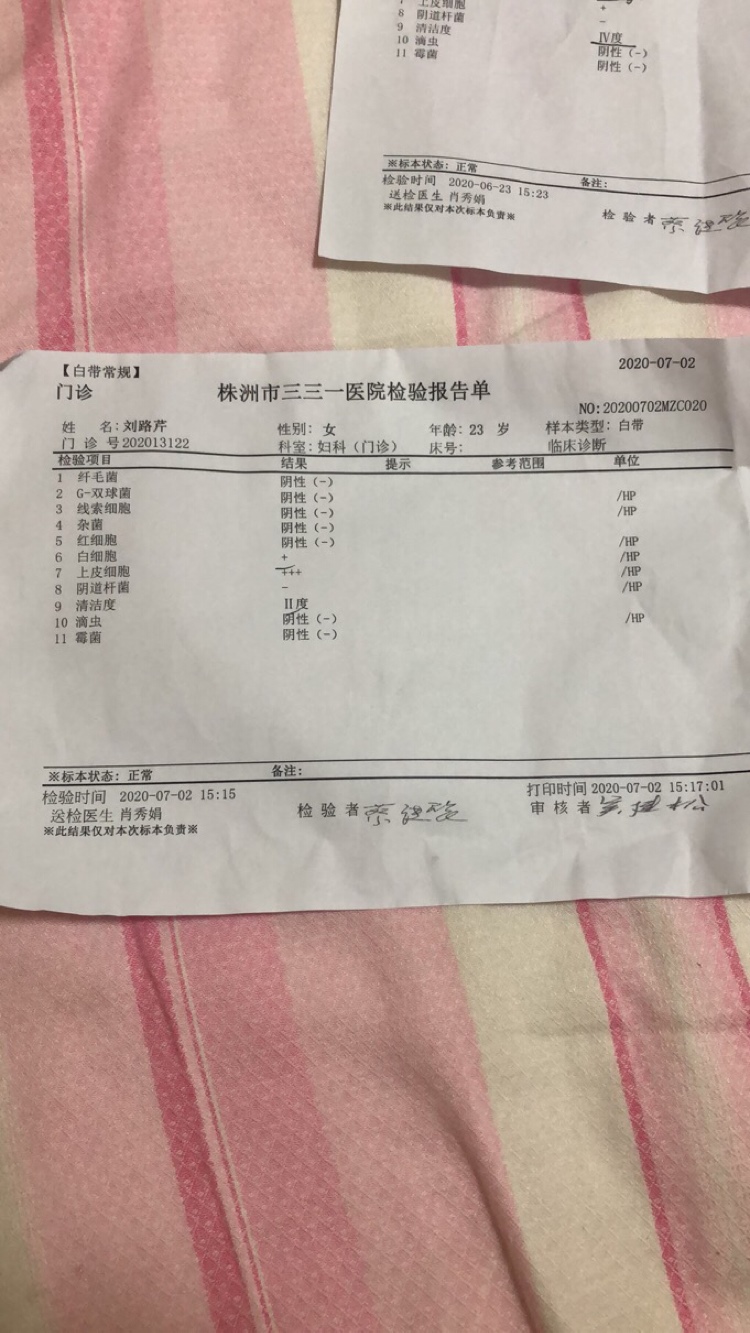 7 上皮细胞
8 阴道杆菌 -
9 清洁度 Ⅳ度
10 滴虫 阴性(-)
11 霉菌 阴性(-)
※标本状态: 正常 备注:
检验时间 2020-06-23 15:23
送检医生 肖秀娟
※此结果仅对本次标本负责※ 检 验 者
【白带常规】 2020-07-02
门诊 株洲市三三一医院检验报告单
NO:20200702MZC020
姓 名: 刘路芹 性别: 女 年龄: 23 岁 样本类型: 白带
门 诊 号 202013122 科室: 妇科 (门诊) 床号: 临床诊断
检验项目 结果 提示 参考范围 单位
1 纤毛菌 阴性(-)
2 G-双球菌 阴性(-) /HP
3 线索细胞 阴性(-) /HP
4 杂菌 阴性(-)
5 红细胞 阴性(-) /HP
6 白细胞 + /HP
7 上皮细胞 +++ /HP
8 阴道杆菌 - /HP
9 清洁度 Ⅱ度
10 滴虫 阴性(-) /HP
11 霉菌 阴性(-)
※标本状态: 正常 备注:
检验时间 2020-07-02 15:15 打印时间 2020-07-02 15:17:01
送检医生 肖秀娟 检 验 者 审 核 者
※此结果仅对本次标本负责※